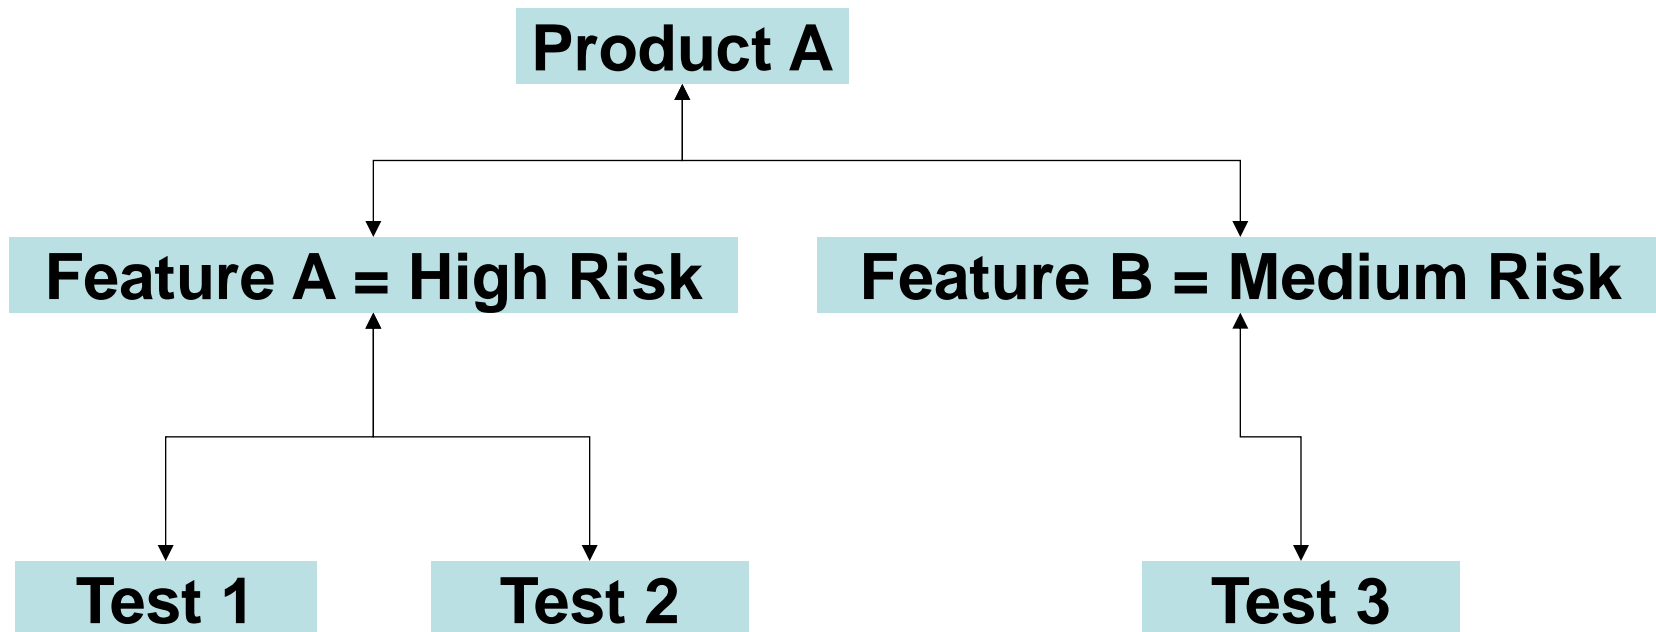 Product A
Feature A = High Risk
Feature B = Medium Risk
Test 1
Test 2
Test 3